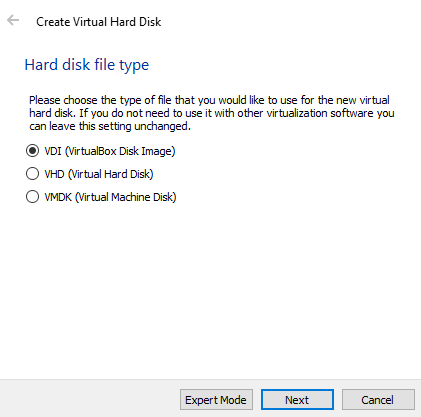 Create Virtual Hard Disk
Hard disk file type
Please choose the type of file that you would like to use for the new virtual
hard disk. If you do not need to use it with other virtualization software you
can leave this setting unchanged.
VDI (VirtualBox Disk Image)
VHD (Virtual Hard Disk)
VMDK (Virtual Machine Disk)
Expert Mode Next Cancel